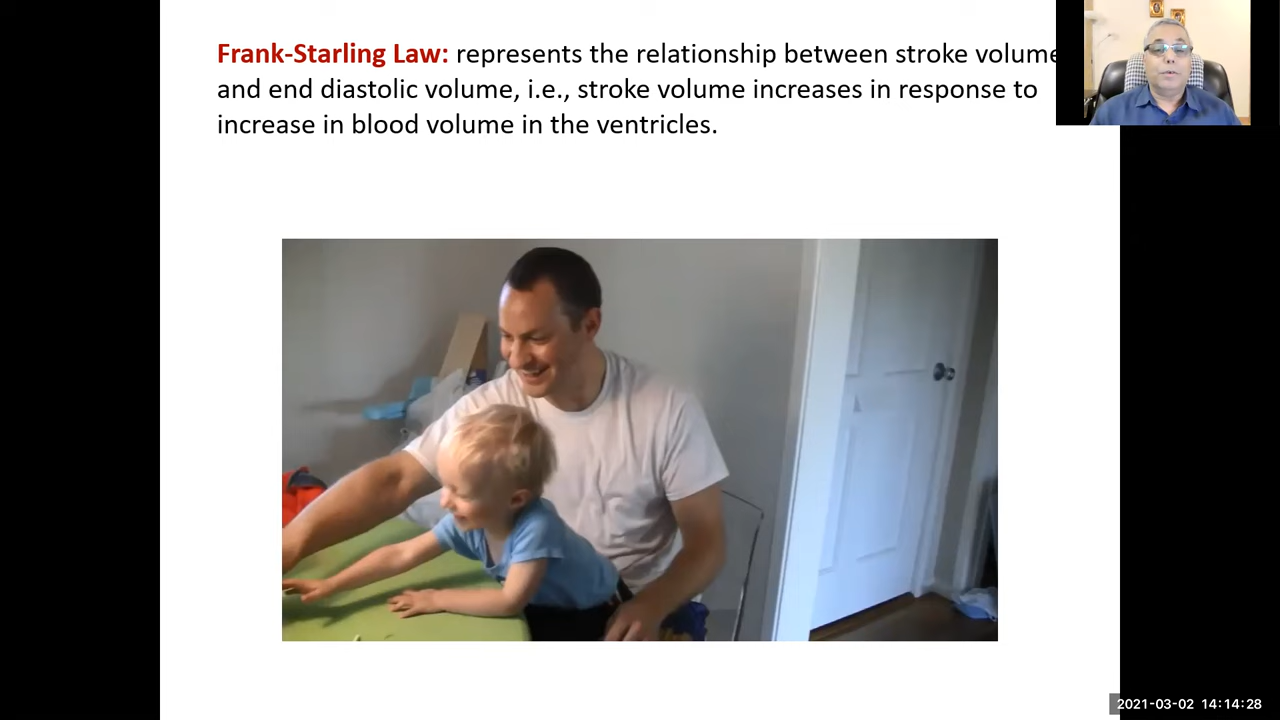 Frank-Starling Law: represents the relationship between stroke volume
and end diastolic volume, i.e., stroke volume increases in response to
increase in blood volume in the ventricles.
2021-03-02 14:14:28